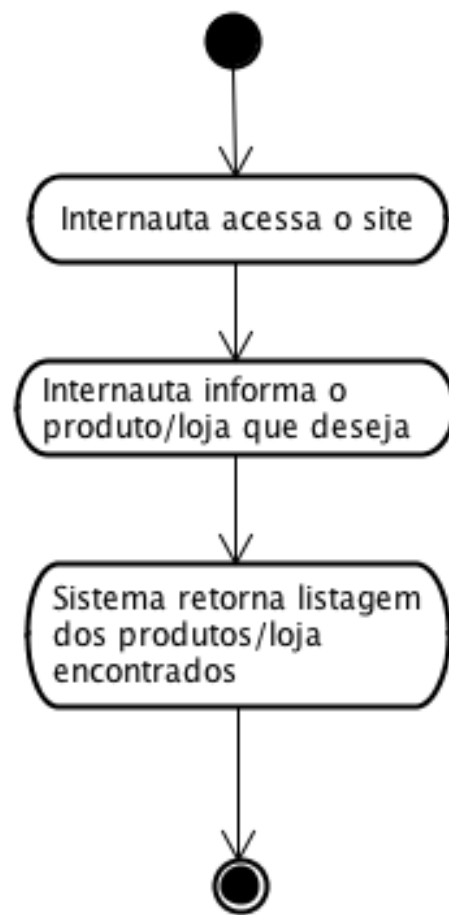 Internauta acessa o site
Internauta informa o
produto/loja que deseja
Sistema retorna listagem
dos produtos/loja
encontrados